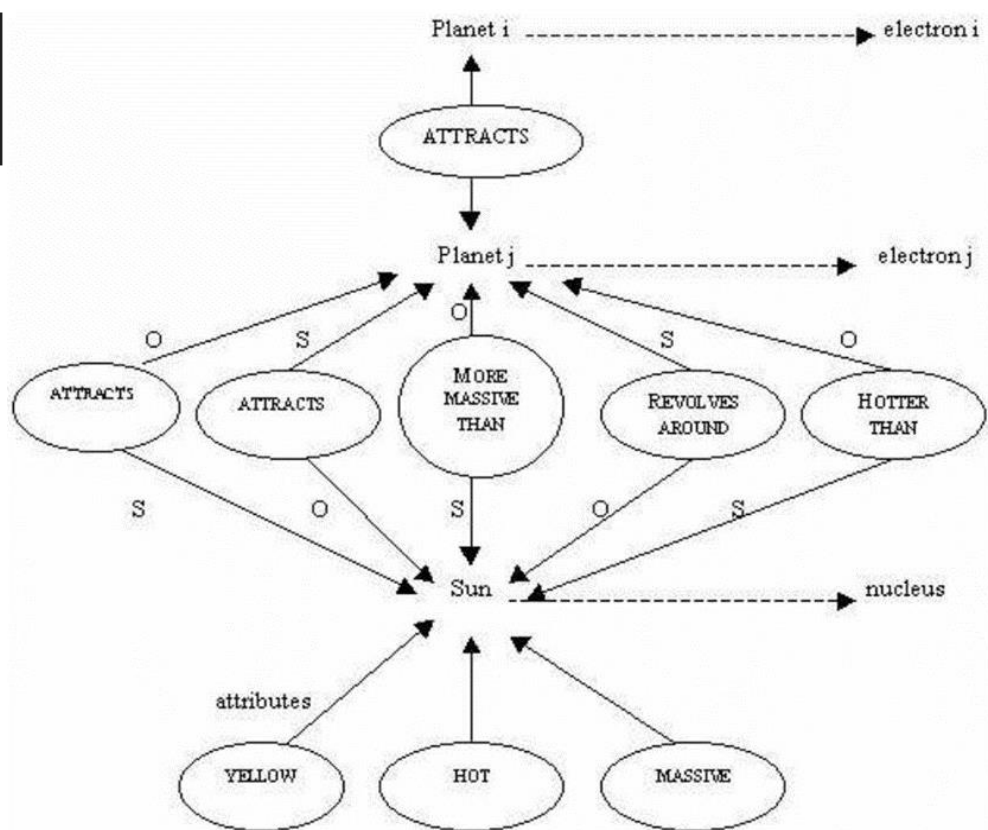 Planet i
electron i
ATTRACTS
Planet j
electron j
O
S
O
S
O
ATTRACTS
ATTRACTS
MORE
MASSIVE
THAN
REVOLVES
AROUND
HOTTER
THAN
S
O
S
O
S
Sun
nucleus
attributes
YELLOW
HOT
MASSIVE